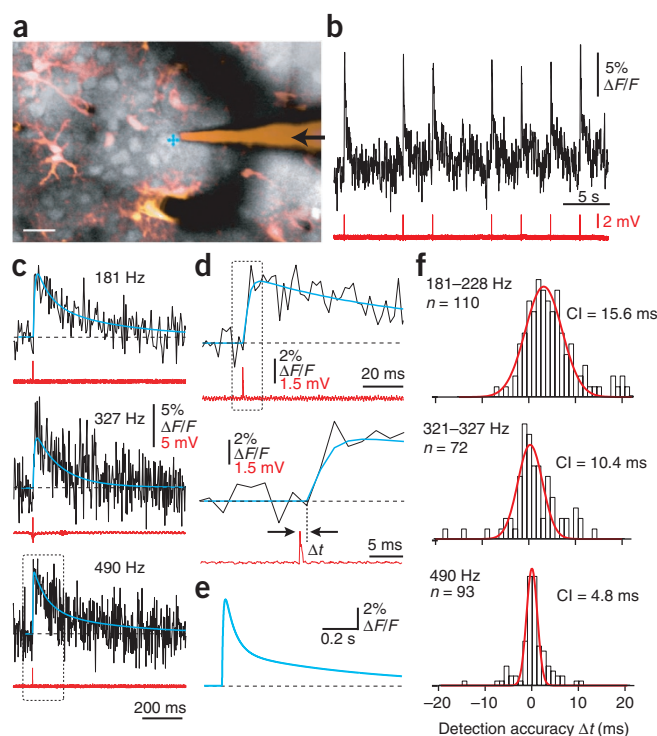 a
b
5%
ΔF/F
5 s
2 mV
c
181 Hz
327 Hz
5%
ΔF/F
5 mV
490 Hz
200 ms
d
2%
ΔF/F
1.5 mV
20 ms
2%
ΔF/F
1.5 mV
Δt
5 ms
e
2%
ΔF/F
0.2 s
f
181–228 Hz
n = 110
CI = 15.6 ms
321–327 Hz
n = 72
CI = 10.4 ms
490 Hz
n = 93
CI = 4.8 ms
–20 –10 0 10 20
Detection accuracy Δt (ms)